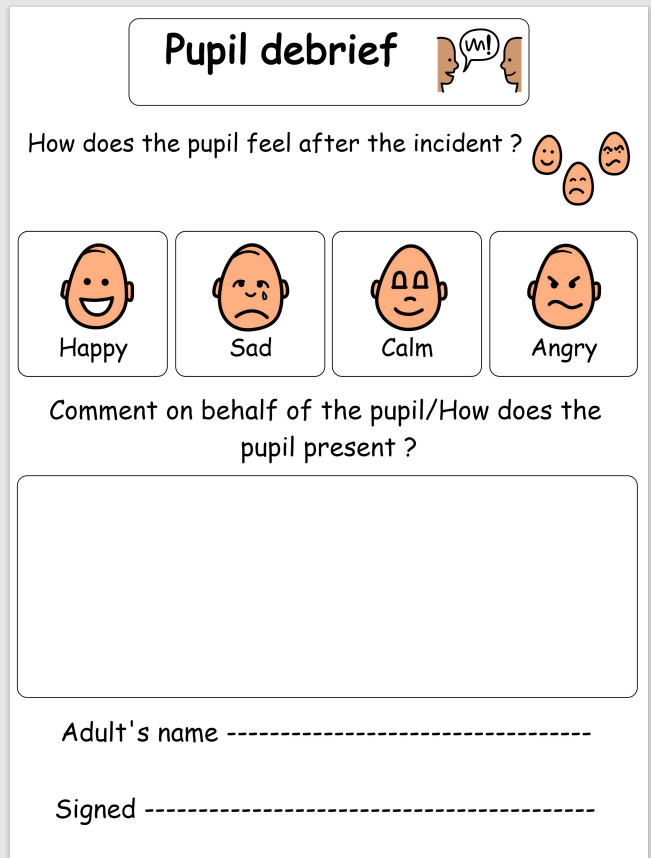 Pupil debrief
m!
How does the pupil feel after the incident ?
Happy
Sad
Calm
Angry
Comment on behalf of the pupil/How does the
pupil present ?
Adult's name ----------------------------------
Signed ------------------------------------------